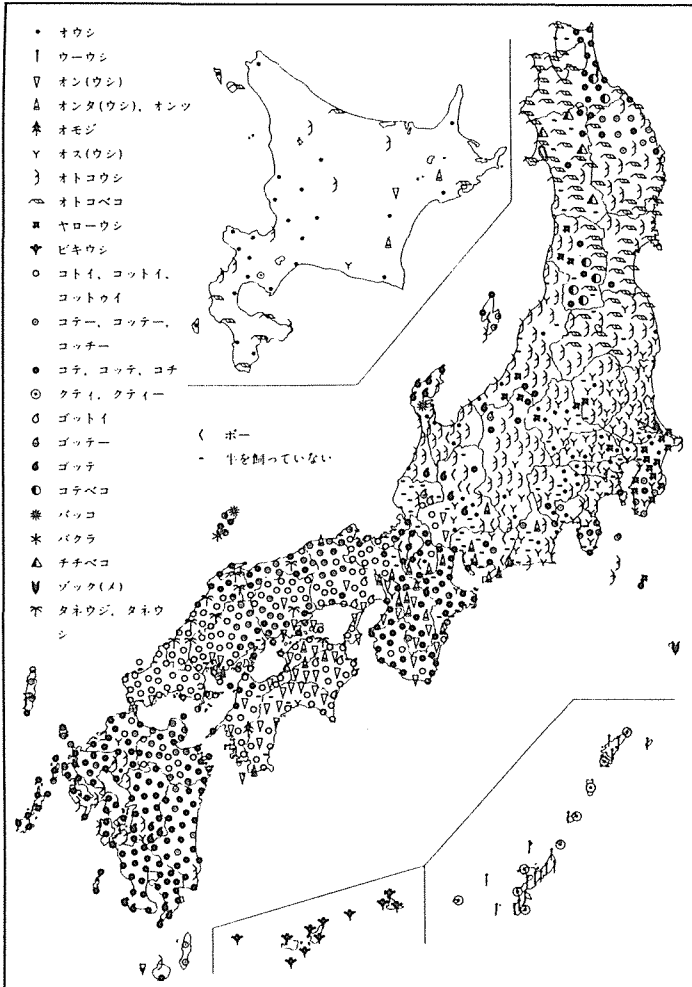 オウシ
ウーウシ
オン(ウシ)
オンタ(ウシ)、オンツ
オモジ
オス(ウシ)
オトコウシ
オトコベコ
ヤローウシ
ビキウシ
コトイ、コットイ、
コットゥイ
コテー、コッテー、
コッチー
コテ、コッテ、コチ
クティ、クティー
ゴットイ
ゴッテー
ゴッテ
コテベコ
バッコ
バクラ
チチベコ
ゾック(メ)
タネウジ、タネウ
シ
ボー
牛を飼っていない